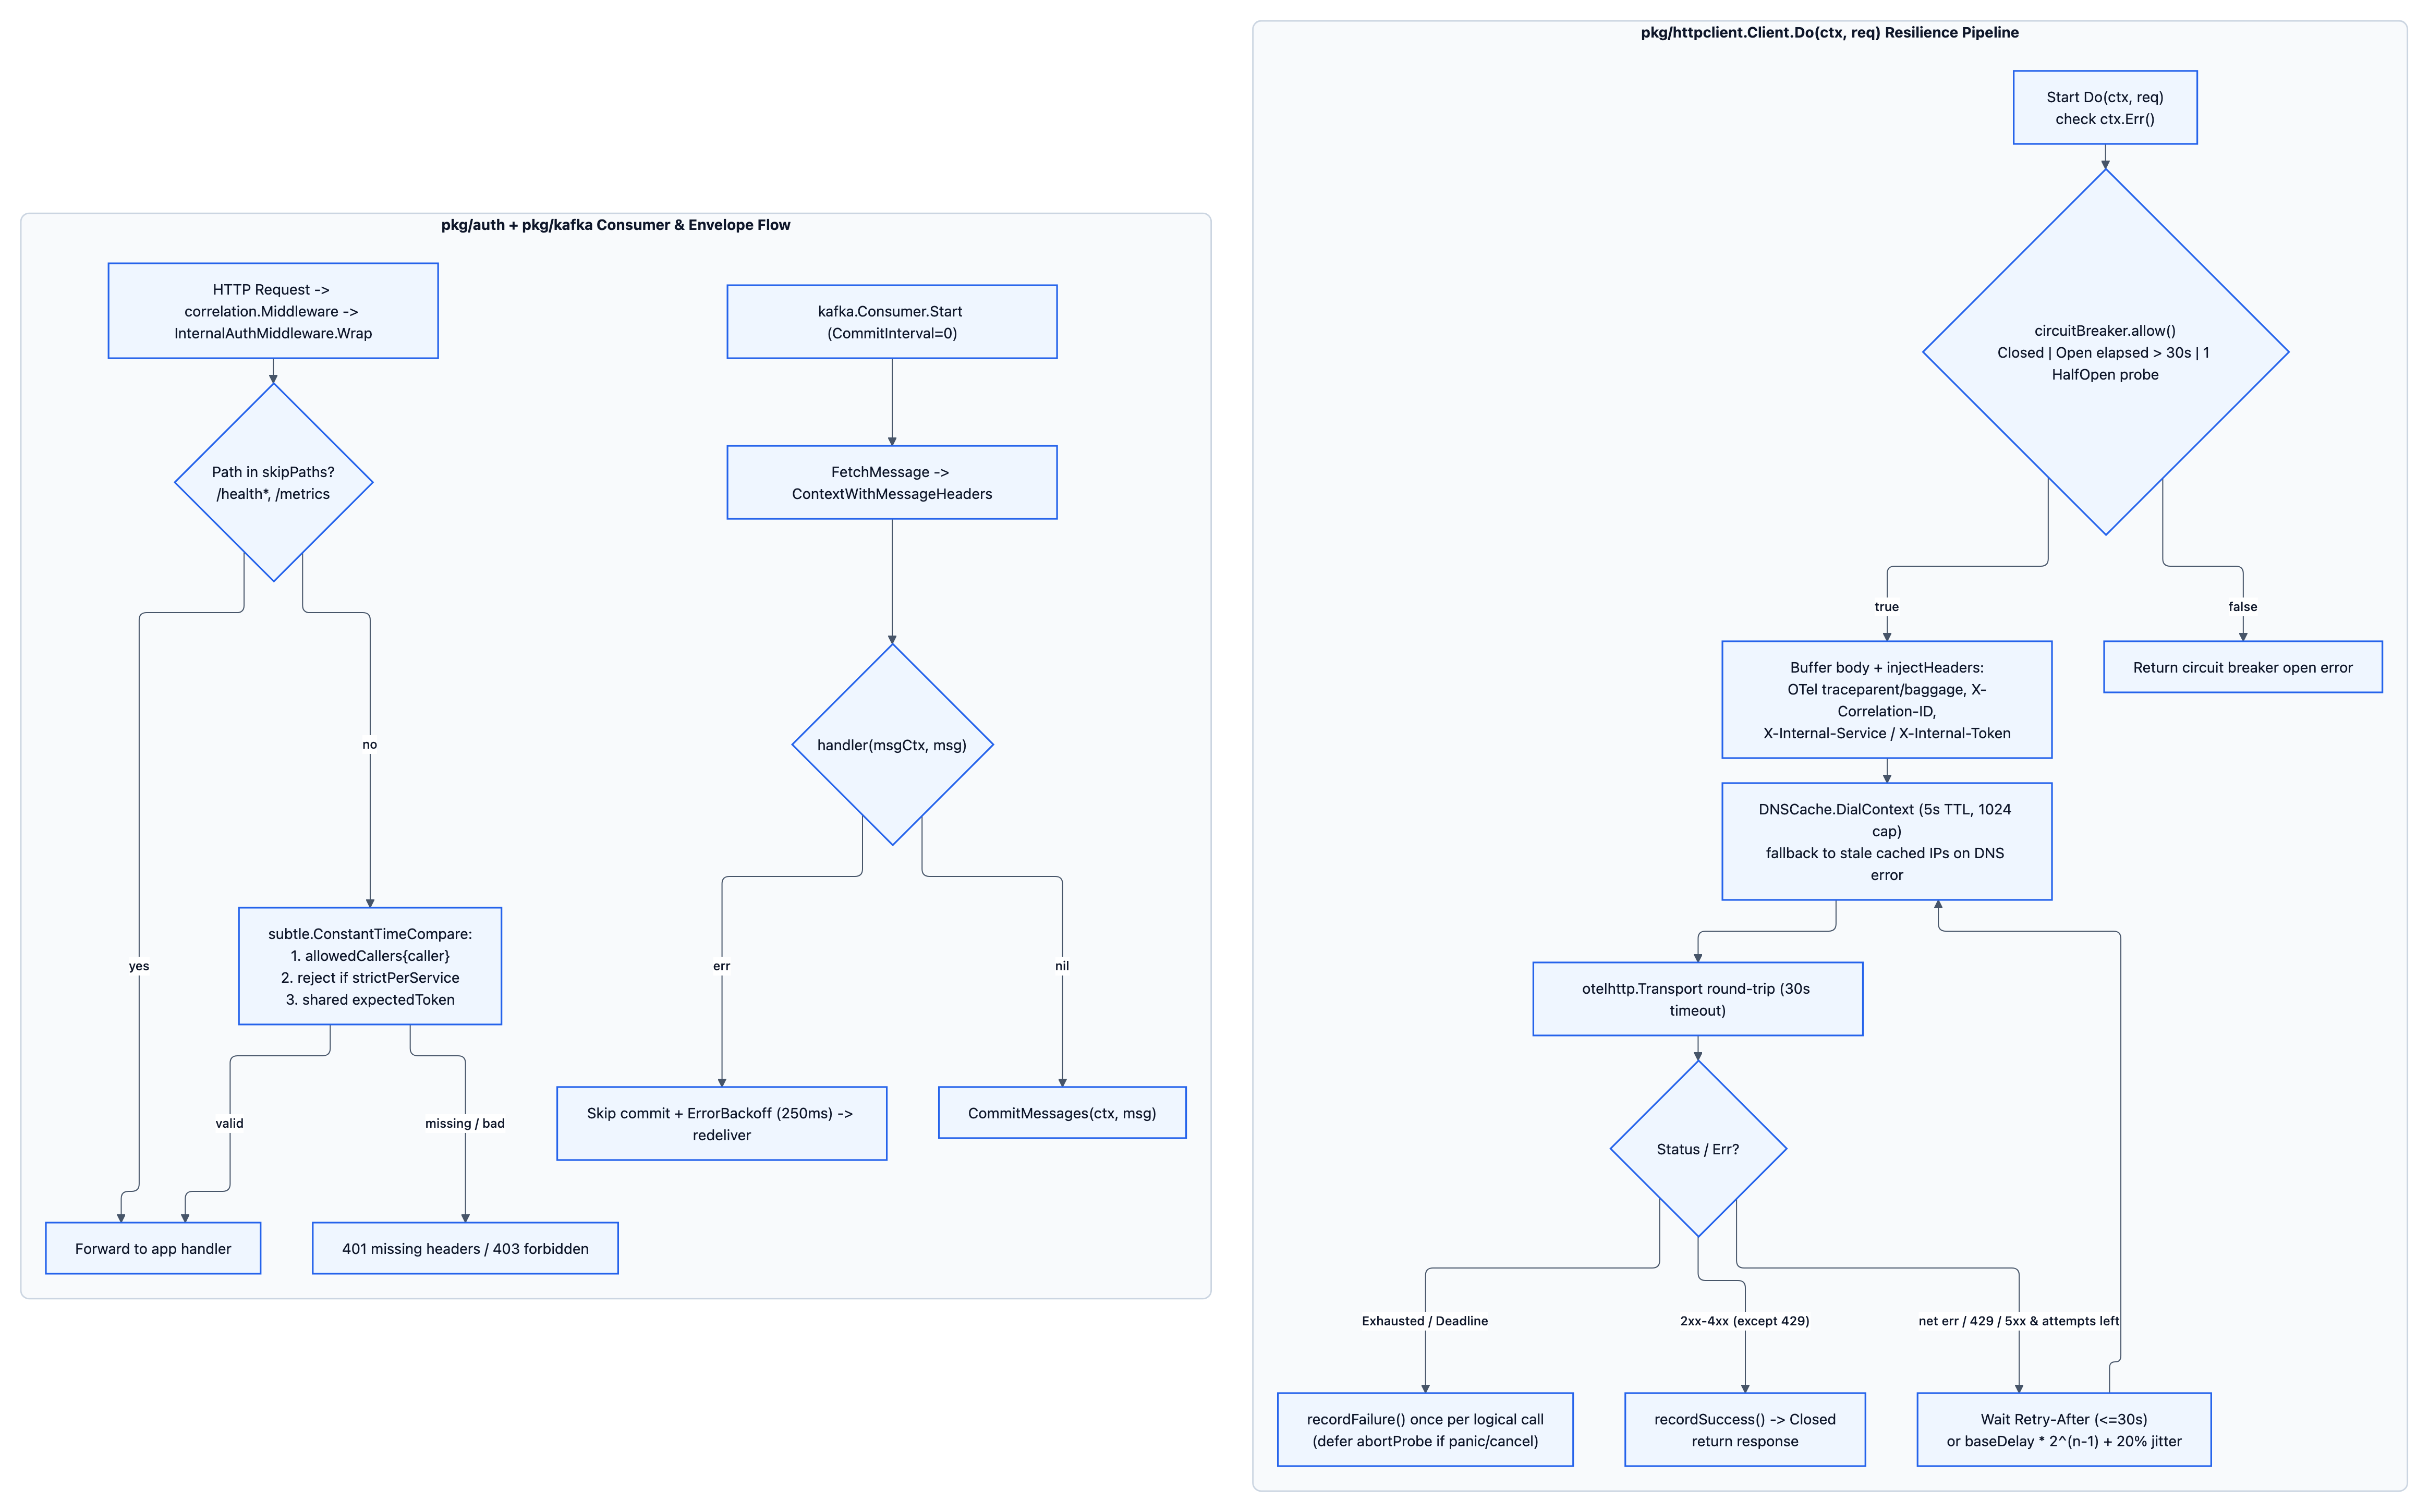 pkg/auth + pkg/kafka Consumer & Envelope Flow
HTTP Request ->
correlation.Middleware ->
InternalAuthMiddleware.Wrap
Path in skipPaths?
/health*, /metrics
yes
no
subtle.ConstantTimeCompare:
1. allowedCallers{caller}
2. reject if strictPerService
3. shared expectedToken
valid
missing / bad
Forward to app handler
401 missing headers / 403 forbidden
kafka.Consumer.Start
(CommitInterval=0)
FetchMessage ->
ContextWithMessageHeaders
handler(msgCtx, msg)
err
nil
Skip commit + ErrorBackoff (250ms) ->
redeliver
CommitMessages(ctx, msg)
pkg/httpclient.Client.Do(ctx, req) Resilience Pipeline
Start Do(ctx, req)
check ctx.Err()
circuitBreaker.allow()
Closed | Open elapsed > 30s | 1
HalfOpen probe
true
false
Buffer body + injectHeaders:
OTel traceparent/baggage, X-
Correlation-ID,
X-Internal-Service / X-Internal-Token
Return circuit breaker open error
DNSCache.DialContext (5s TTL, 1024
cap)
fallback to stale cached IPs on DNS
error
otelhttp.Transport round-trip (30s
timeout)
Status / Err?
Exhausted / Deadline
2xx-4xx (except 429)
net err / 429 / 5xx & attempts left
recordFailure() once per logical call
(defer abortProbe if panic/cancel)
recordSuccess() -> Closed
return response
Wait Retry-After (<=30s)
or baseDelay * 2^(n-1) + 20% jitter